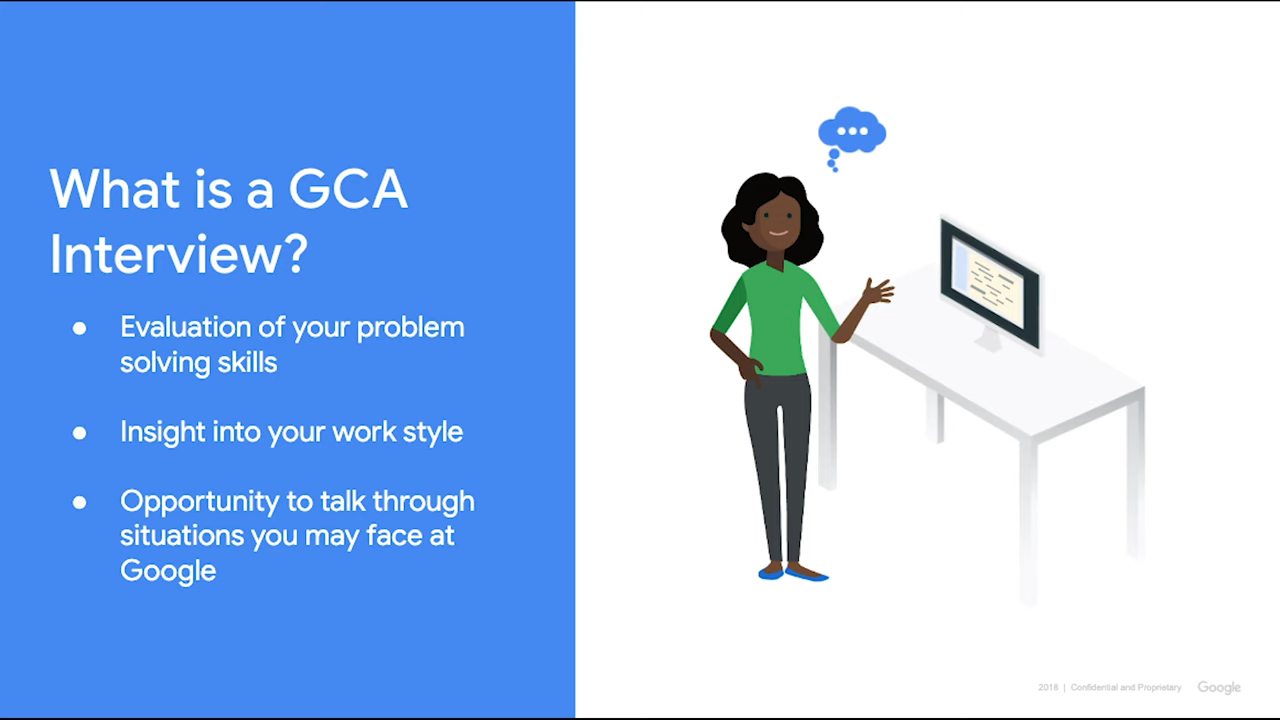 What is a GCA
Interview?
● Evaluation of your problem
solving skills
● Insight into your work style
● Opportunity to talk through
situations you may face at
Google
2018 | Confidential and Proprietary Google